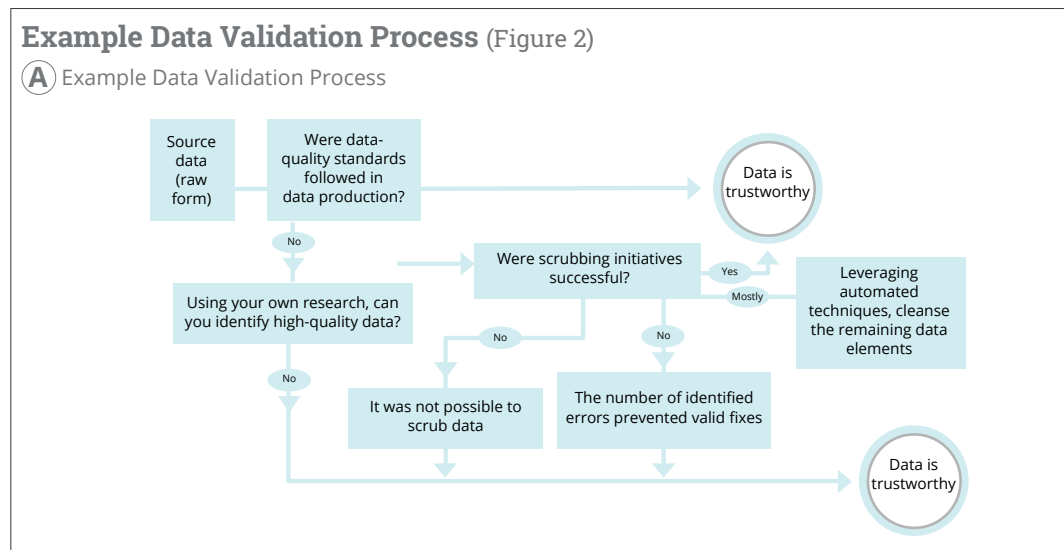 Example Data Validation Process (Figure 2)
A Example Data Validation Process
Source
data
(raw
form)
Were data-
quality standards
followed in
data production?
Data is
trustworthy
No
Were scrubbing initiatives
successful?
Yes
Mostly
Leveraging
automated
techniques, cleanse
the remaining data
elements
Using your own research, can
you identify high-quality data?
No
No
No
It was not possible to
scrub data
The number of identified
errors prevented valid fixes
Data is
trustworthy